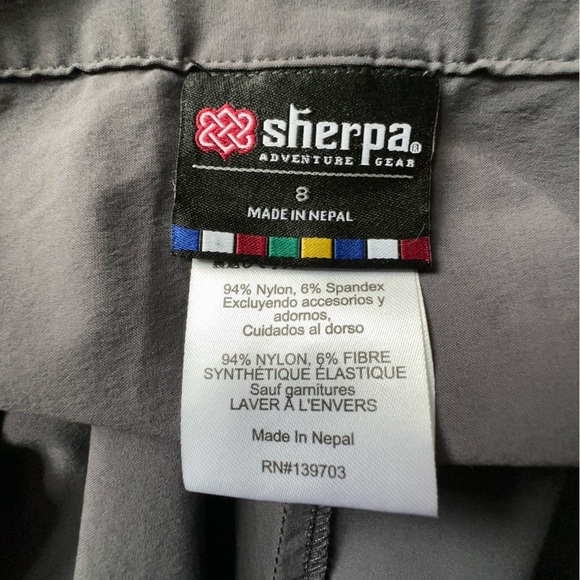 sherpa®
ADVENTURE GEAR
8
MADE IN NEPAL
94% Nylon, 6% Spandex
Excluyendo accesorios y
adornos,
Cuidados al dorso
94% NYLON, 6% FIBRE
SYNTHÉTIQUE ÉLASTIQUE
Sauf garnitures
LAVER À L'ENVERS
Made In Nepal
RN#139703